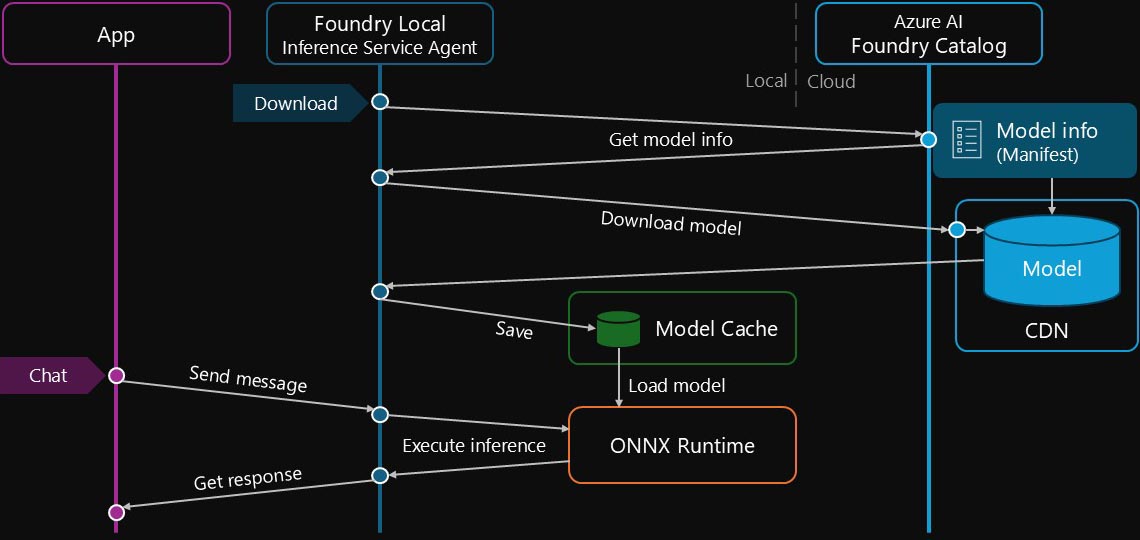 App
Foundry Local
Inference Service Agent
Azure AI
Foundry Catalog
Local
Cloud
Download
Model info
(Manifest)
Get model info
Download model
Model
CDN
Save
Model Cache
Chat
Send message
Load model
Execute inference
ONNX Runtime
Get response